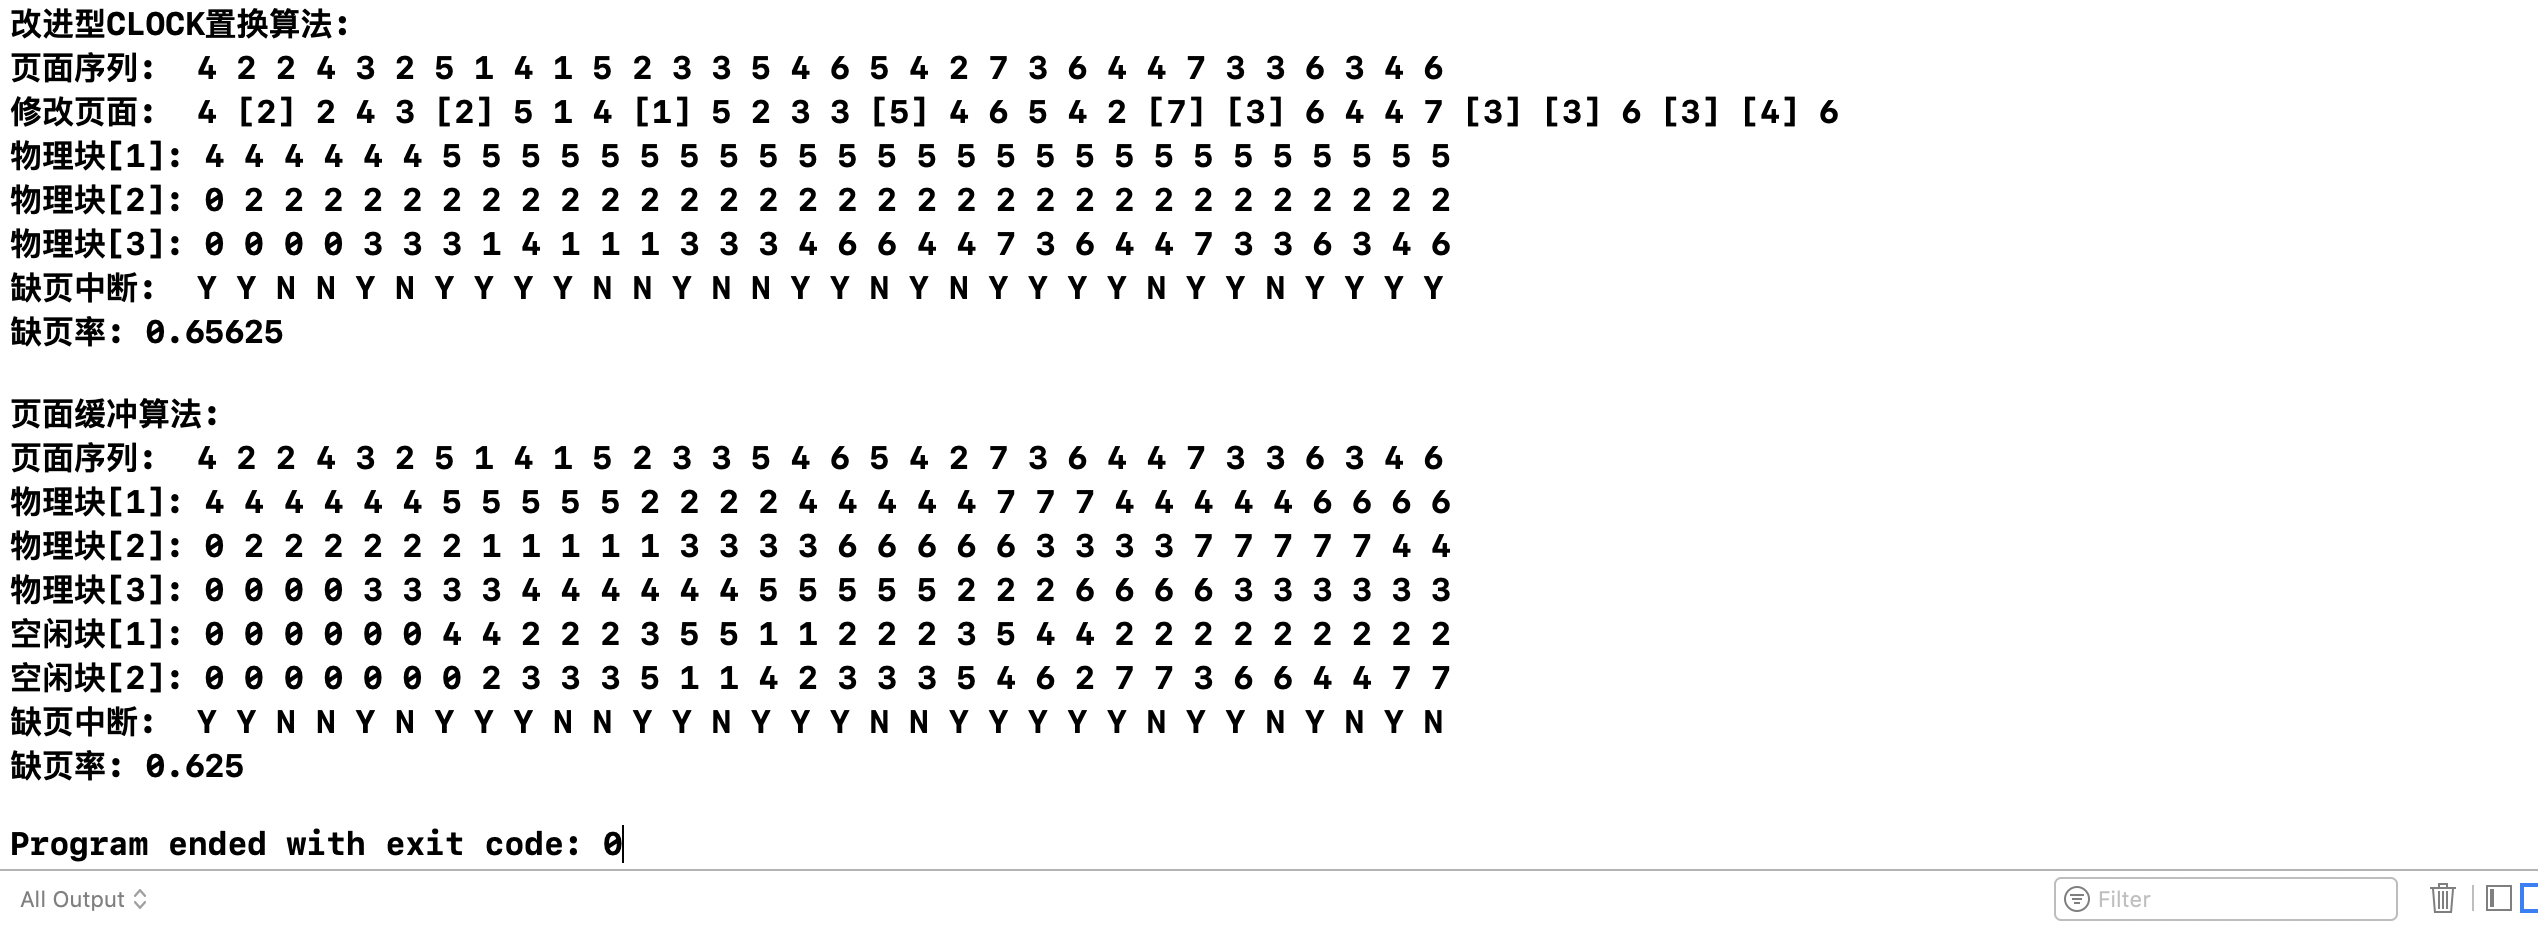 改进型CLOCK置换算法:
页面序列:  4 2 2 4 3 2 5 1 4 1 5 2 3 3 5 4 6 5 4 2 7 3 6 4 4 7 3 3 6 3 4 6
修改页面:  4 [2] 2 4 3 [2] 5 1 4 [1] 5 2 3 3 [5] 4 6 5 4 2 [7] [3] 6 4 4 7 [3] [3] 6 [3] [4] 6
物理块[1]: 4 4 4 4 4 4 5 5 5 5 5 5 5 5 5 5 5 5 5 5 5 5 5 5 5 5 5 5 5 5 5 5
物理块[2]: 0 2 2 2 2 2 2 2 2 2 2 2 2 2 2 2 2 2 2 2 2 2 2 2 2 2 2 2 2 2 2 2
物理块[3]: 0 0 0 0 3 3 3 1 4 1 1 1 3 3 3 4 6 6 4 4 7 3 6 4 4 7 3 3 6 3 4 6
缺页中断:  Y Y N N Y N Y Y Y Y N N Y N N Y Y N Y N Y Y Y Y N Y Y N Y Y Y Y
缺页率: 0.65625
页面缓冲算法:
页面序列:  4 2 2 4 3 2 5 1 4 1 5 2 3 3 5 4 6 5 4 2 7 3 6 4 4 7 3 3 6 3 4 6
物理块[1]: 4 4 4 4 4 4 5 5 5 5 5 2 2 2 2 4 4 4 4 4 7 7 7 4 4 4 4 4 6 6 6 6
物理块[2]: 0 2 2 2 2 2 2 1 1 1 1 1 3 3 3 3 6 6 6 6 6 3 3 3 3 7 7 7 7 7 4 4
物理块[3]: 0 0 0 0 3 3 3 3 4 4 4 4 4 4 5 5 5 5 5 2 2 2 6 6 6 6 3 3 3 3 3 3
空闲块[1]: 0 0 0 0 0 0 4 4 2 2 2 3 5 5 1 1 2 2 2 3 5 4 4 2 2 2 2 2 2 2 2 2
空闲块[2]: 0 0 0 0 0 0 0 2 3 3 3 5 1 1 4 2 3 3 3 5 4 6 2 7 7 3 6 6 4 4 7 7
缺页中断:  Y Y N N Y N Y Y Y N N Y Y N Y Y Y N N Y Y Y Y Y N Y Y N Y N Y N
缺页率: 0.625
Program ended with exit code: 0
All Output
Filter